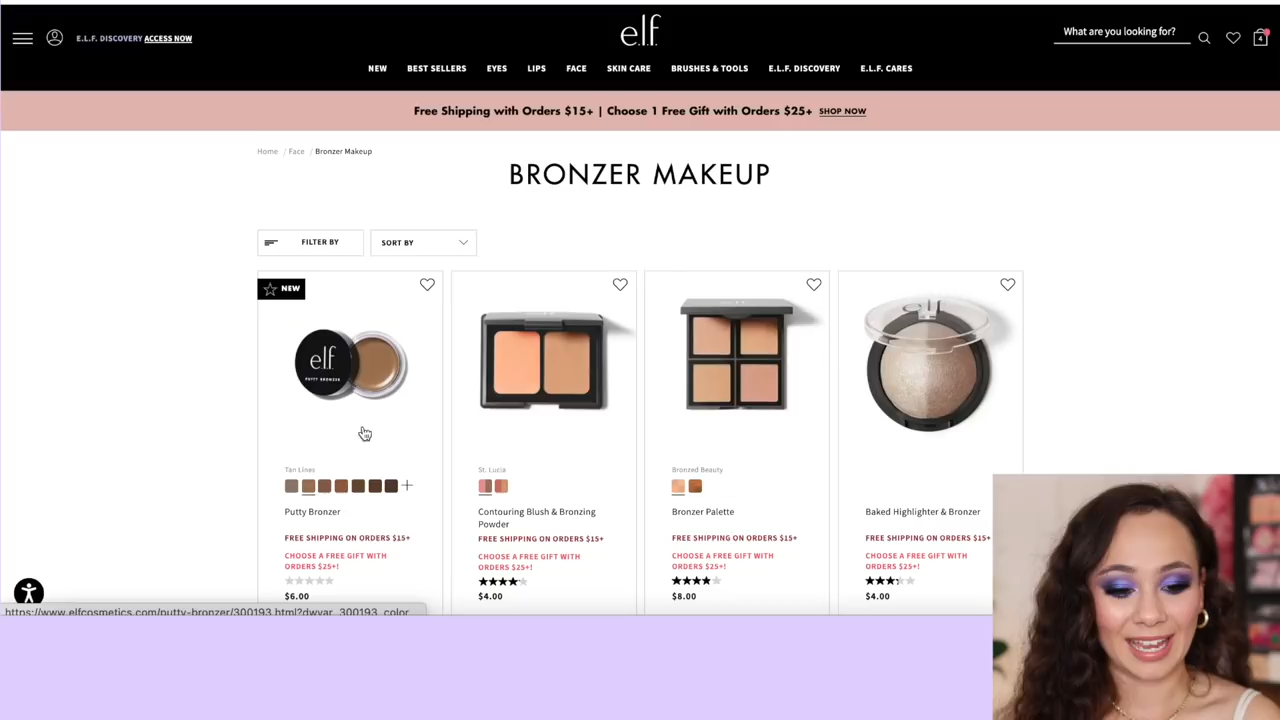 E.L.F. DISCOVERY ACCESS NOW
e.l.f.
What are you looking for?
4
NEW BEST SELLERS EYES LIPS FACE SKIN CARE BRUSHES & TOOLS E.L.F. DISCOVERY E.L.F. CARES
Free Shipping with Orders $15+ | Choose 1 Free Gift with Orders $25+ SHOP NOW
Home / Face / Bronzer Makeup
BRONZER MAKEUP
FILTER BY
SORT BY
NEW
e.l.f.
PUTTY BRONZER
e.l.f.
Tan Lines
Putty Bronzer
FREE SHIPPING ON ORDERS $15+
CHOOSE A FREE GIFT WITH
ORDERS $25+!
$6.00
St. Lucia
Contouring Blush & Bronzing
Powder
FREE SHIPPING ON ORDERS $15+
CHOOSE A FREE GIFT WITH
ORDERS $25+!
$4.00
Bronzed Beauty
Bronzer Palette
FREE SHIPPING ON ORDERS $15+
CHOOSE A FREE GIFT WITH
ORDERS $25+!
$8.00
Baked Highlighter & Bronzer
FREE SHIPPING ON ORDERS $15+
CHOOSE A FREE GIFT WITH
ORDERS $25+!
$4.00
https://www.elfcosmetics.com/putty-bronzer/300193.html?dwvar_300193_color